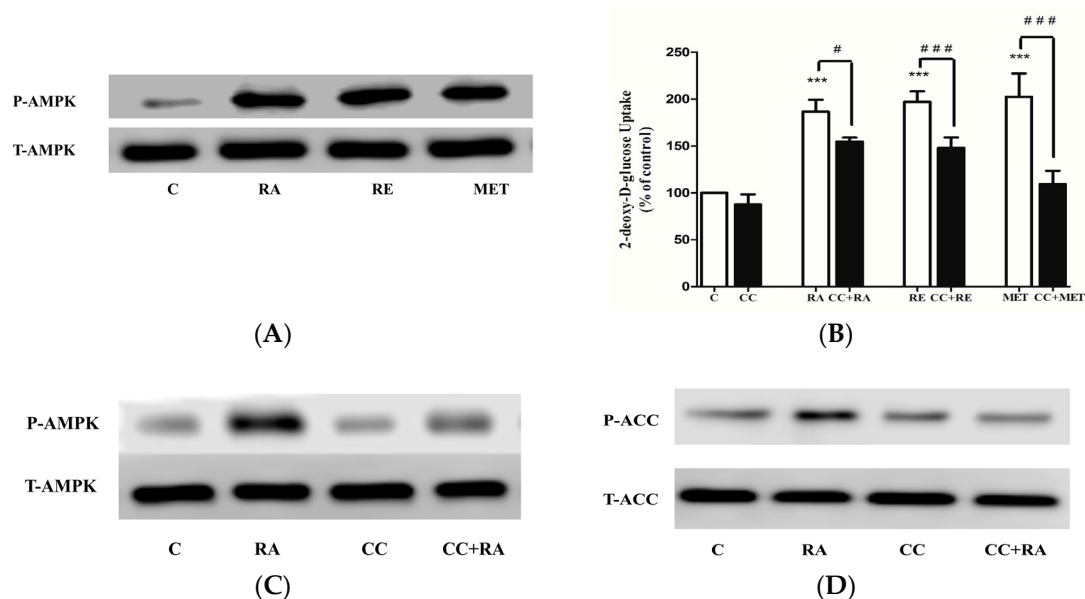 P-AMPK
T-AMPK
C RA RE MET
(A)
2-deoxy-D-glucose Uptake
(% of control)
250
200
150
100
50
0
***
***
***
#
# # #
# # #
C CC RA CC+RA RE CC+RE MET CC+MET
(B)
P-AMPK
T-AMPK
C RA CC CC+RA
(C)
P-ACC
T-ACC
C RA CC CC+RA
(D)